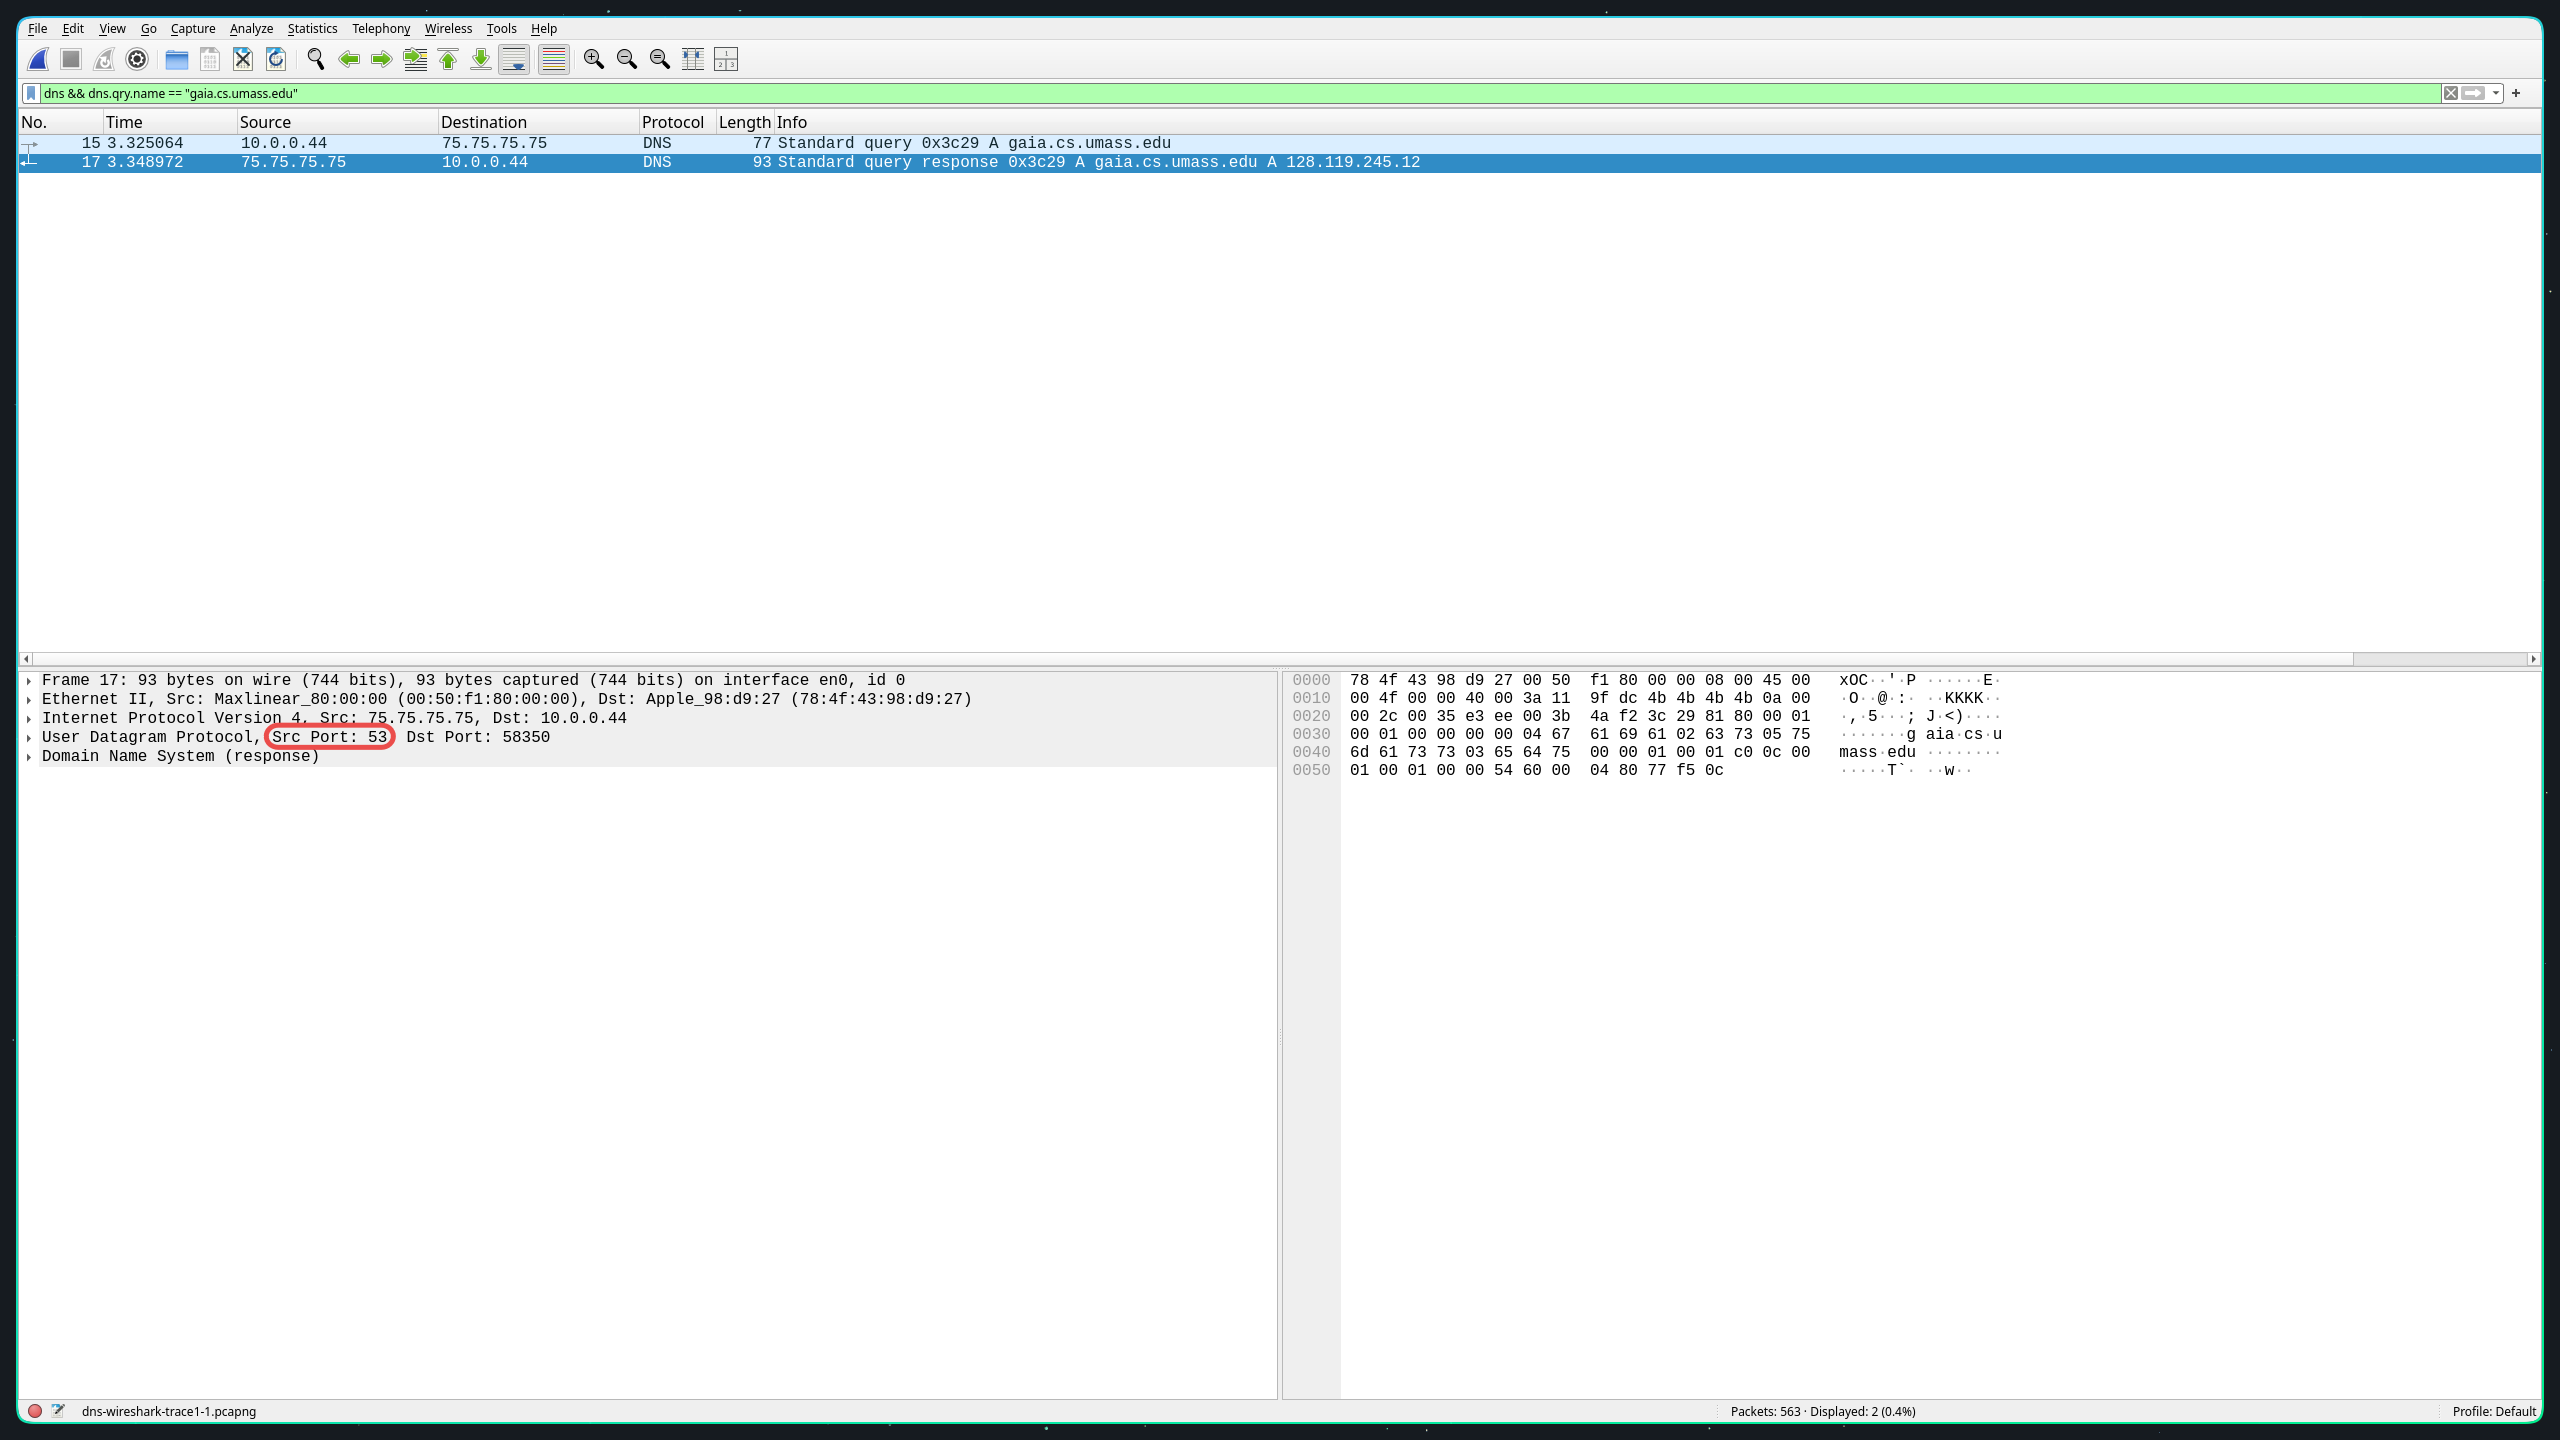 File Edit View Go Capture Analyze Statistics Telephony Wireless Tools Help
dns && dns.qry.name == "gaia.cs.umass.edu"
No. Time Source Destination Protocol Length Info
15 3.325064 10.0.0.44 75.75.75.75 DNS 77 Standard query 0x3c29 A gaia.cs.umass.edu
17 3.348972 75.75.75.75 10.0.0.44 DNS 93 Standard query response 0x3c29 A gaia.cs.umass.edu A 128.119.245.12
Frame 17: 93 bytes on wire (744 bits), 93 bytes captured (744 bits) on interface en0, id 0
Ethernet II, Src: Maxlinear_80:00:00 (00:50:f1:80:00:00), Dst: Apple_98:d9:27 (78:4f:43:98:d9:27)
Internet Protocol Version 4, Src: 75.75.75.75, Dst: 10.0.0.44
User Datagram Protocol, Src Port: 53, Dst Port: 58350
Domain Name System (response)
0000 78 4f 43 98 d9 27 00 50 f1 80 00 00 08 00 45 00 xOC··'·P ······E·
0010 00 4f 00 00 40 00 3a 11 9f dc 4b 4b 4b 4b 0a 00 ·O··@·:· ··KKKK··
0020 00 2c 00 35 e3 ee 00 3b 4a f2 3c 29 81 80 00 01 ·,·5···; J·<)····
0030 00 01 00 00 00 00 04 67 61 69 61 02 63 73 05 75 ·······g aia·cs·u
0040 6d 61 73 73 03 65 64 75 00 00 01 00 01 c0 0c 00 mass·edu ········
0050 01 00 01 00 00 54 60 00 04 80 77 f5 0c ·····T`· ··w··
dns-wireshark-trace1-1.pcapng Packets: 563 · Displayed: 2 (0.4%) Profile: Default